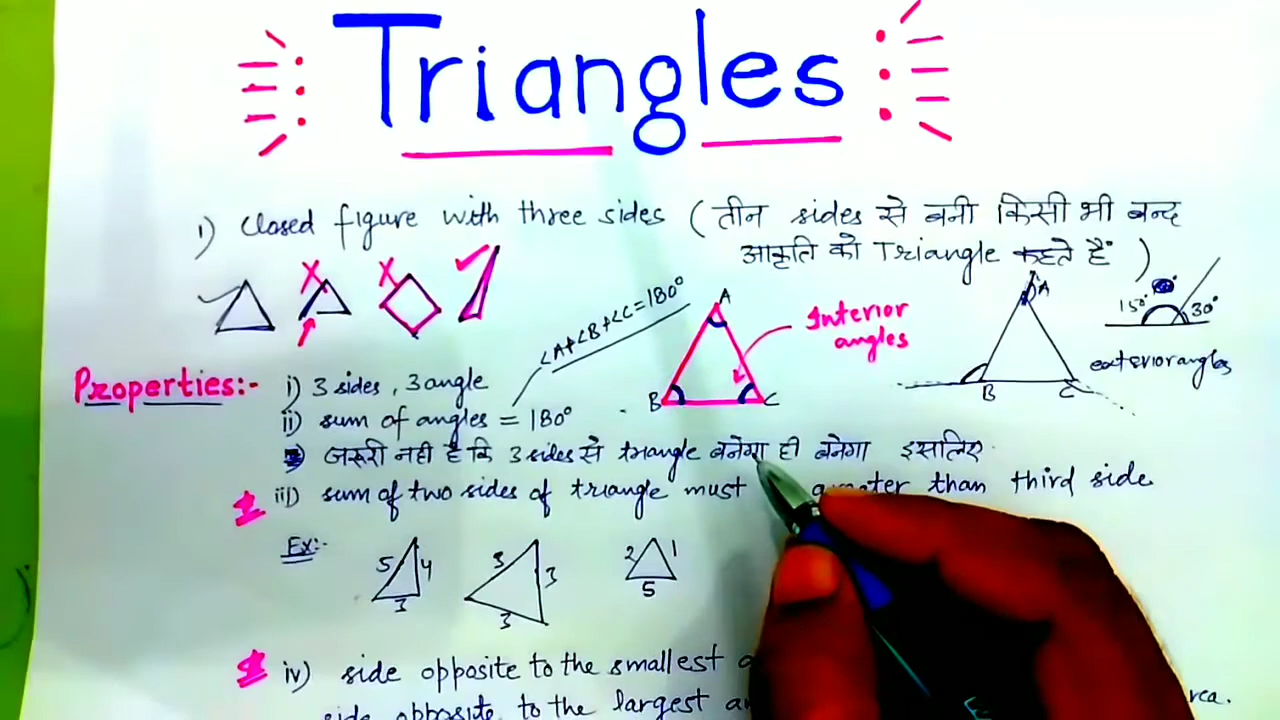 Triangles
i) closed figure with three sides ( तीन sides से बनी किसी भी बन्द
आकृति को Triangle कहते हैं )
∠A+∠B+∠C=180°
A
B
C
Interior
angles
A
B
C
150°
30°
exterior angles
Properties:-
i) 3 sides, 3 angle
ii) sum of angles = 180°
जरूरी नही है कि 3 sides से triangle बनेगा ही बनेगा इसलिए
iii) sum of two sides of triangle must greater than third side
Ex:-
5 4 3
3 3 3
2 1 5
iv) side opposite to the smallest
side opposite to the largest